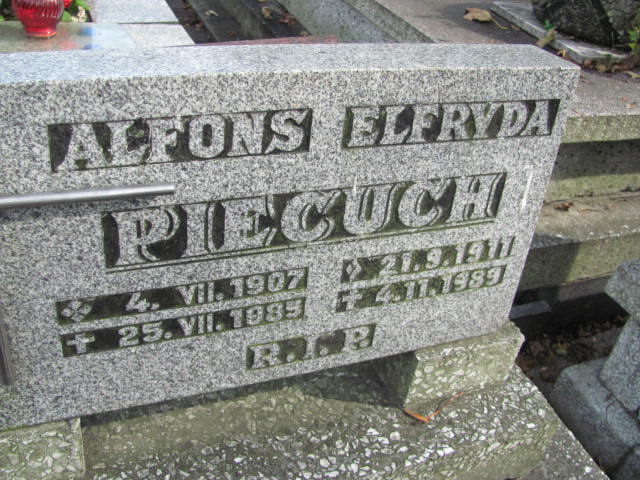 ALFONS ELFRYDA
PIECUCH
4. VII. 1907 21.9.1911
25. VII. 1985 4.11.1989
R.I.P.